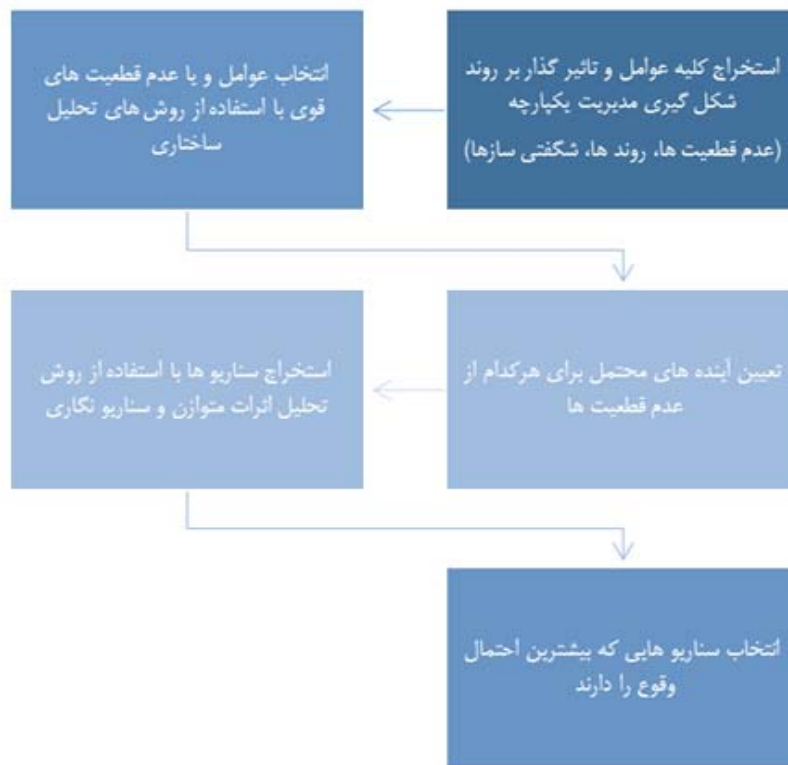 استخراج کلیه عوامل و تاثیر گذار بر روند
شکل گیری مدیریت یکپارچه
(عدم قطعیت ها، روند ها، شگفتی سازها)
انتخاب عوامل و یا عدم قطعیت های
قوی با استفاده از روش های تحلیل
ساختاری
تعیین آینده های محتمل برای هرکدام از
عدم قطعیت ها
استخراج سناریو ها با استفاده از روش
تحلیل اثرات متوازن و سناریو نگاری
انتخاب سناریو هایی که بیشترین احتمال
وقوع را دارند